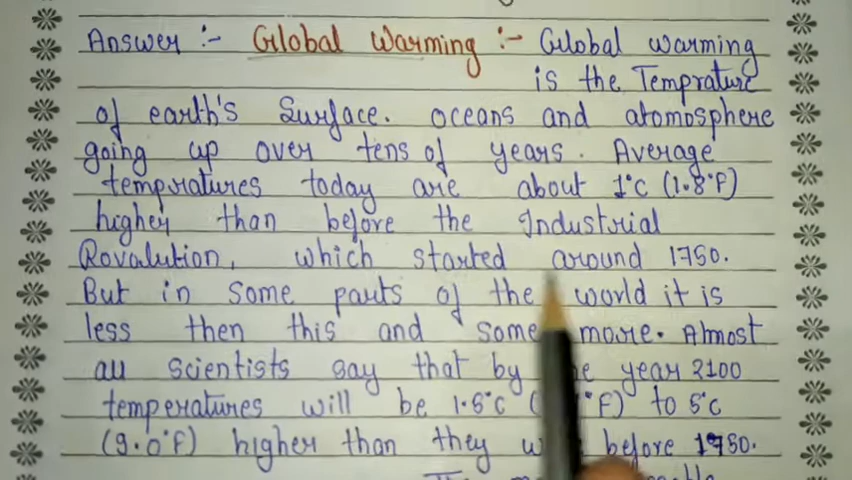 Answer :- Global Warming :- Global warming
is the Temprature
of earth's Surface. oceans and atomosphere
going up over tens of years. Average
temperatures today are about 1°C (1.8°F)
higher than before the Industorial
Rovalution, which started around 1750.
But in some parts of the world it is
less then this and some more. Almost
all scientists say that by year 2100
temperatures will be °F) to 5°C
(9.0°F) higher than they before 1750.